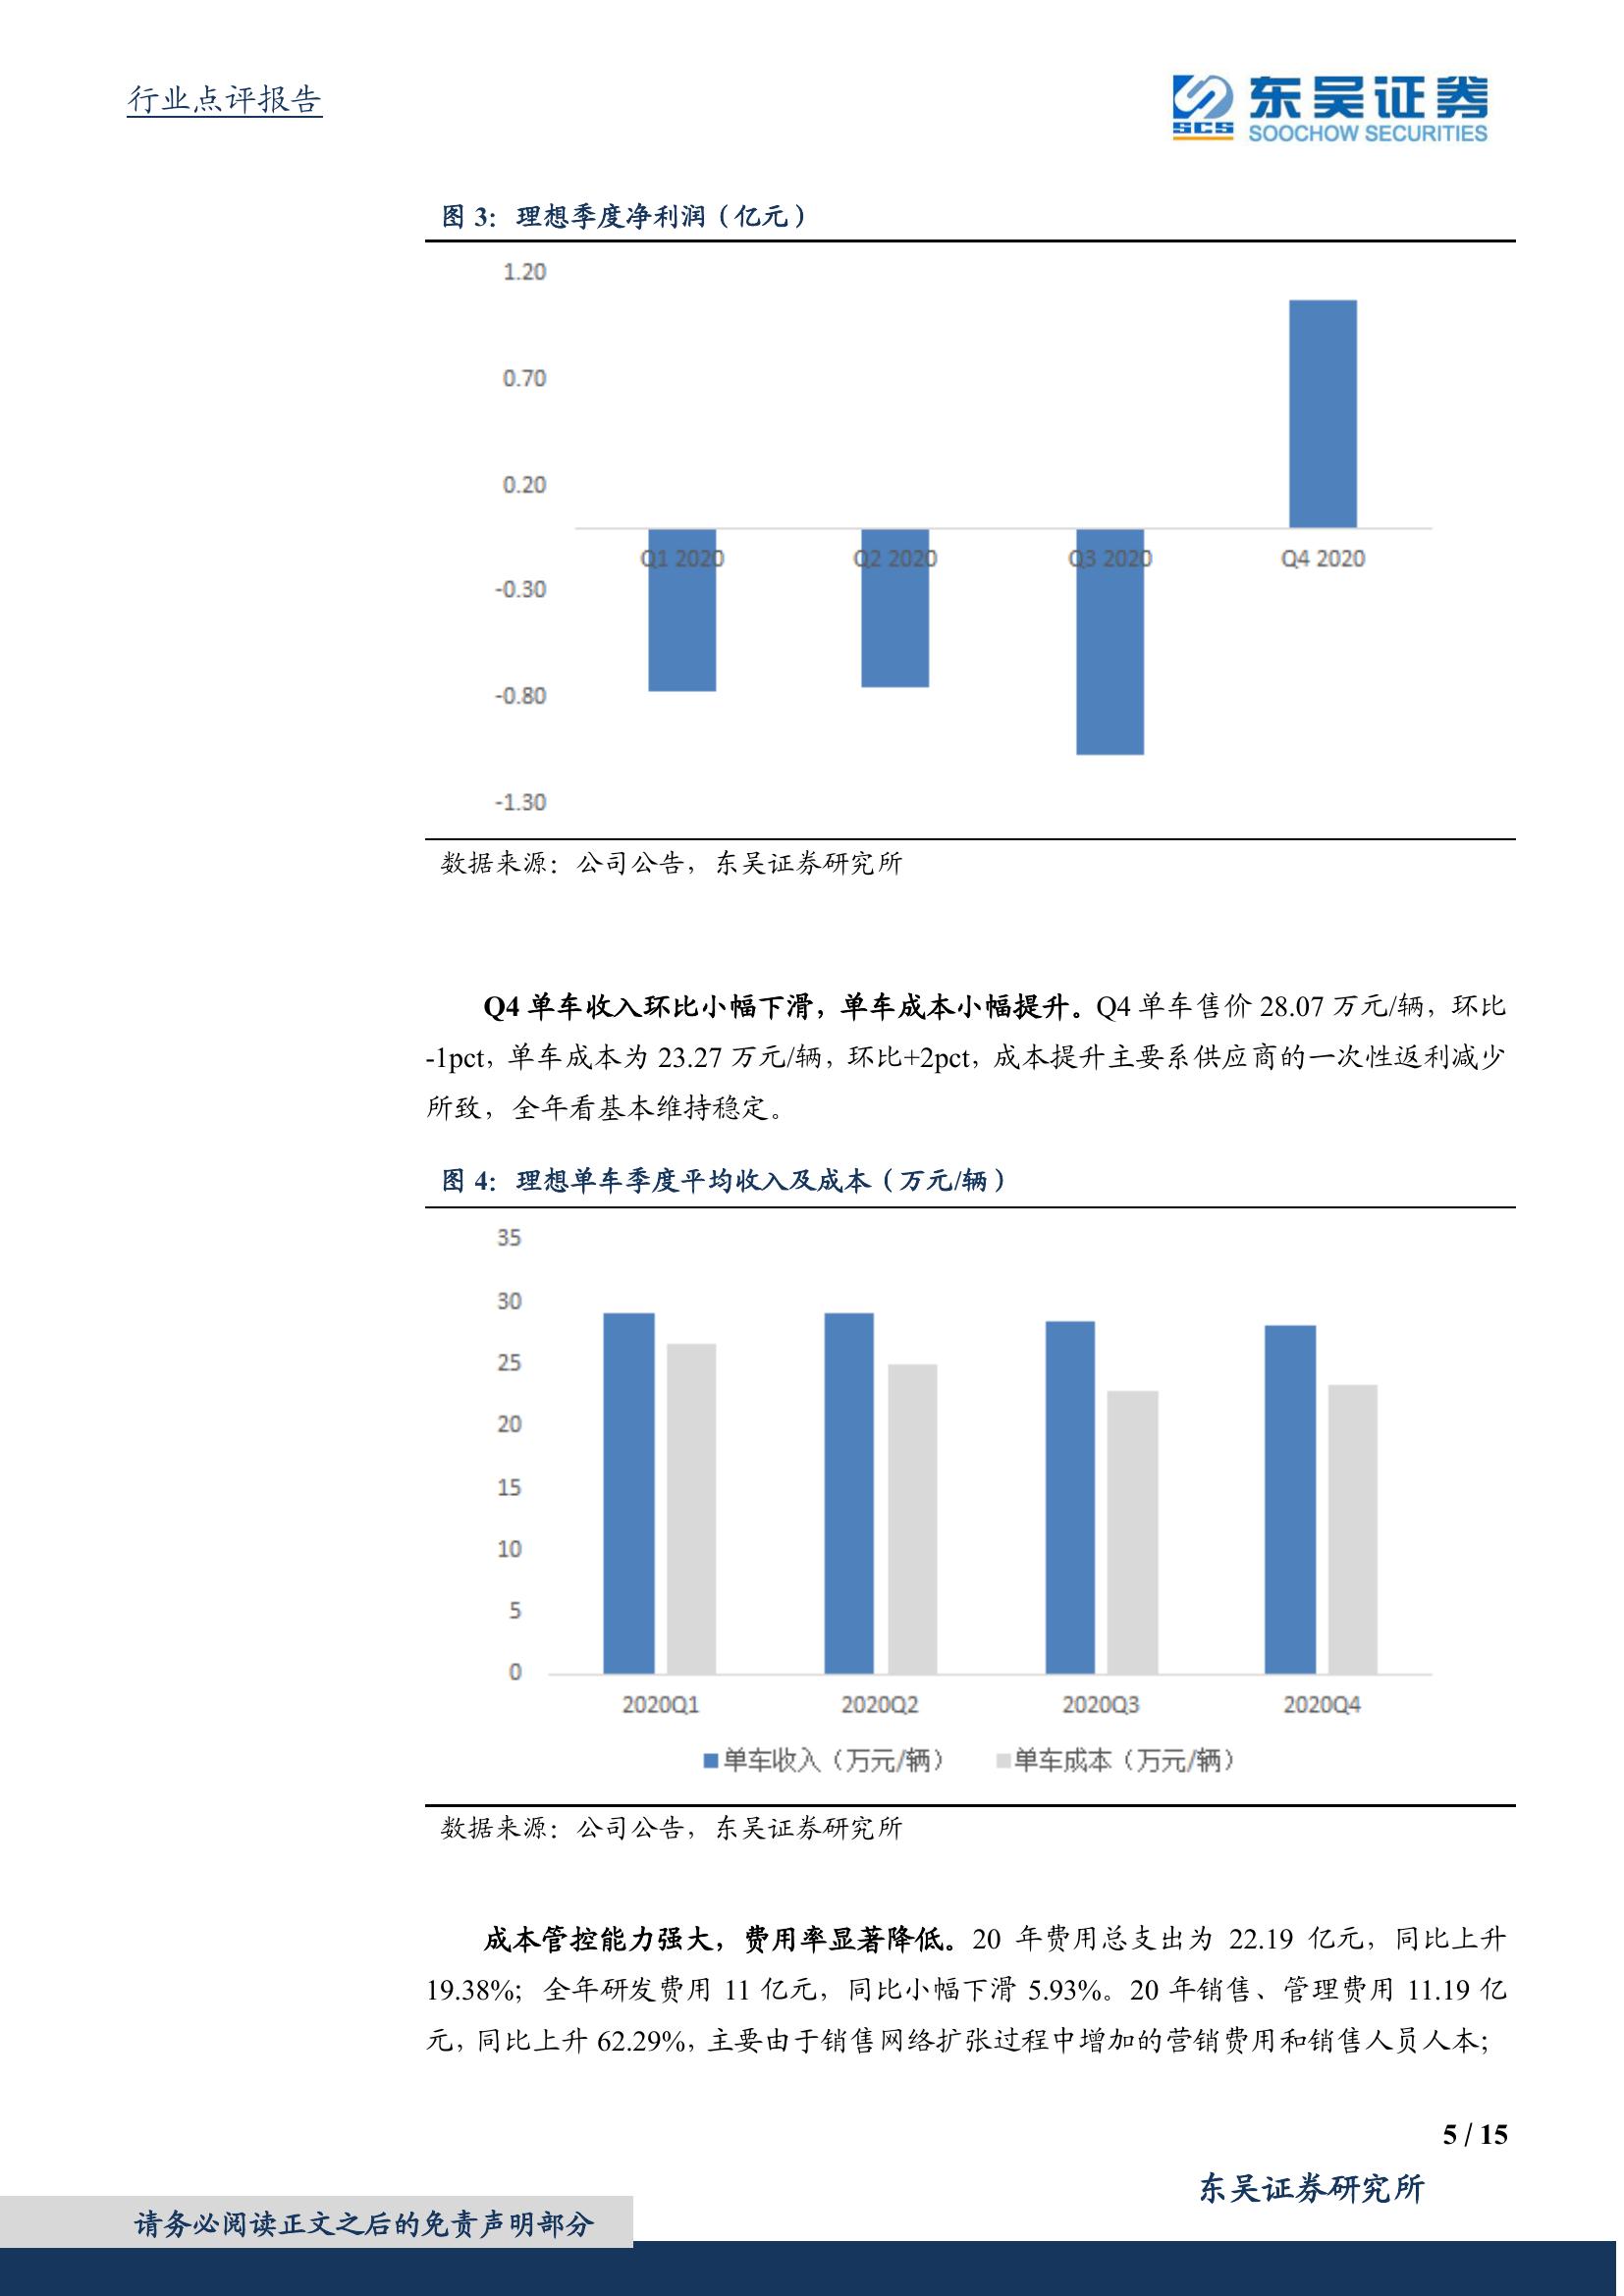 行业点评报告
东吴证券
SCS
SOOCHOW SECURITIES
图 3：理想季度净利润（亿元）
1.20
0.70
0.20
Q1 2020
Q2 2020
Q3 2020
Q4 2020
-0.30
-0.80
-1.30
数据来源：公司公告，东吴证券研究所
Q4 单车收入环比小幅下滑，单车成本小幅提升。Q4 单车售价 28.07 万元/辆，环比
-1pct，单车成本为 23.27 万元/辆，环比+2pct，成本提升主要系供应商的一次性返利减少
所致，全年看基本维持稳定。
图 4：理想单车季度平均收入及成本（万元/辆）
35
30
25
20
15
10
5
0
2020Q1
2020Q2
2020Q3
2020Q4
单车收入（万元/辆）
单车成本（万元/辆）
数据来源：公司公告，东吴证券研究所
成本管控能力强大，费用率显著降低。20 年费用总支出为 22.19 亿元，同比上升
19.38%；全年研发费用 11 亿元，同比小幅下滑 5.93%。20 年销售、管理费用 11.19 亿
元，同比上升 62.29%，主要由于销售网络扩张过程中增加的营销费用和销售人员人本；
5 / 15
东吴证券研究所
请务必阅读正文之后的免责声明部分